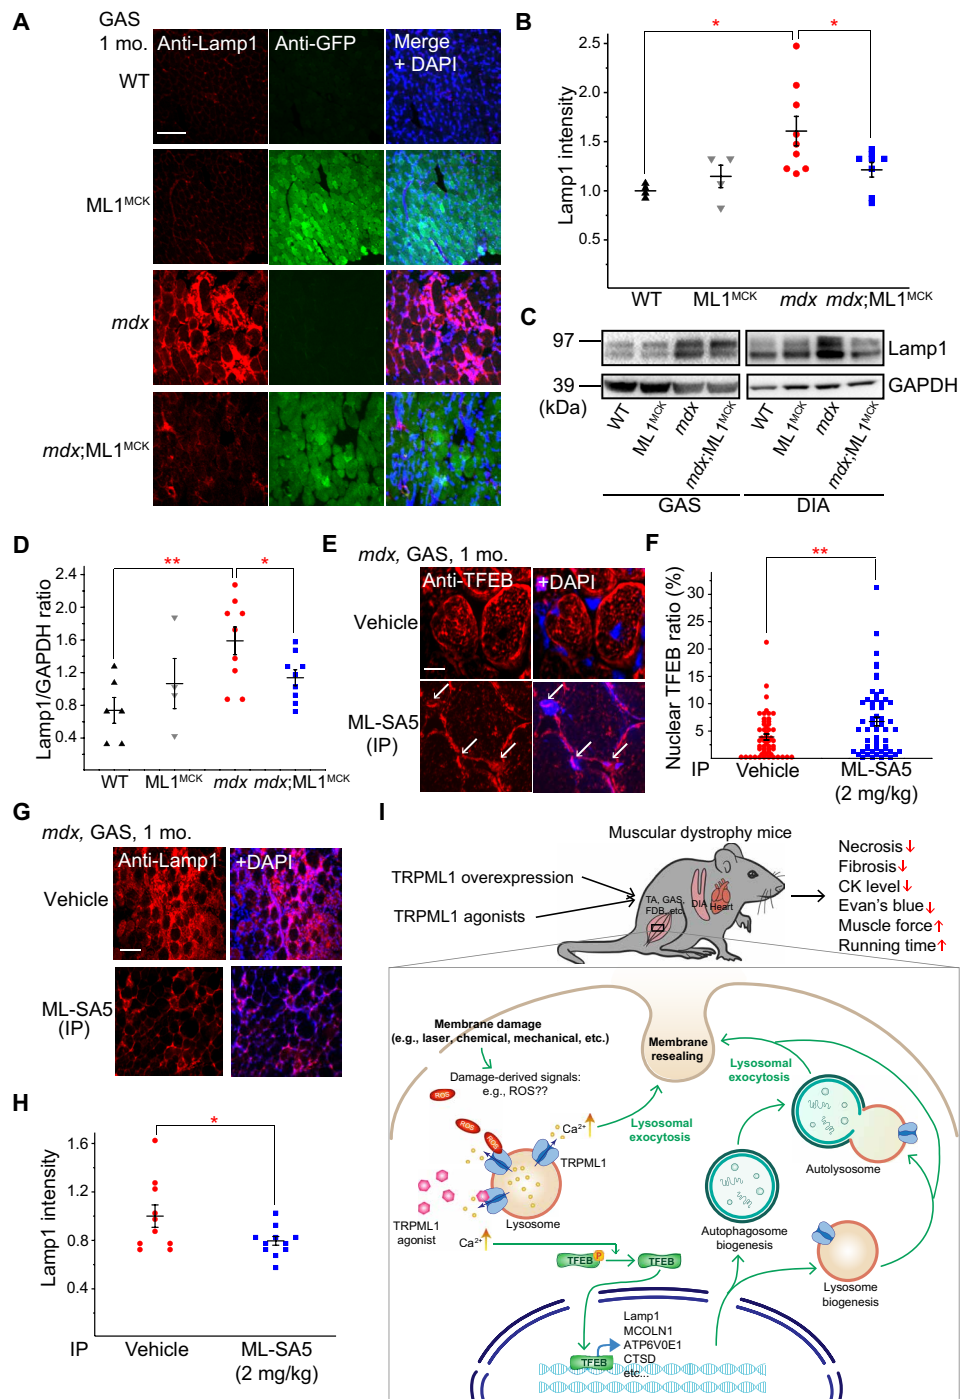 A
GAS
1 mo.
Anti-Lamp1
Anti-GFP
Merge
+ DAPI
WT
ML1MCK
mdx
mdx;ML1MCK
B
*
*
Lamp1 intensity
2.5
2.0
1.5
1.0
0.5
WT
ML1MCK
mdx
mdx;ML1MCK
C
97
39
(kDa)
Lamp1
GAPDH
WT
ML1MCK
mdx
mdx;ML1MCK
WT
ML1MCK
mdx
mdx;ML1MCK
GAS
DIA
D
**
*
Lamp1/GAPDH ratio
2.4
2.0
1.6
1.2
0.8
0.4
WT
ML1MCK
mdx
mdx;ML1MCK
E
mdx, GAS, 1 mo.
Anti-TFEB
+DAPI
Vehicle
ML-SA5
(IP)
F
**
Nuclear TFEB ratio (%)
30
25
20
15
10
5
IP
Vehicle
ML-SA5
(2 mg/kg)
G
mdx, GAS, 1 mo.
Anti-Lamp1
+DAPI
Vehicle
ML-SA5
(IP)
H
*
Lamp1 intensity
1.6
1.2
0.8
0.4
IP
Vehicle
ML-SA5
(2 mg/kg)
I
Muscular dystrophy mice
TRPML1 overexpression
TRPML1 agonists
TA, GAS,
FDB, etc
DIA
Heart
Necrosis↓
Fibrosis↓
CK level↓
Evan's blue↓
Muscle force↑
Running time↑
Membrane damage
(e.g., laser, chemical, mechanical, etc.)
Damage-derived signals:
e.g., ROS??
ROS
ROS
ROS
Membrane
resealing
Lysosomal
exocytosis
Lysosomal
exocytosis
Ca2+
TRPML1
Lysosome
TRPML1
agonist
Ca2+
Autolysosome
Autophagosome
biogenesis
Lysosome
biogenesis
TFEB
P
TFEB
TFEB
Lamp1
MCOLN1
ATP6V0E1
CTSD
etc...